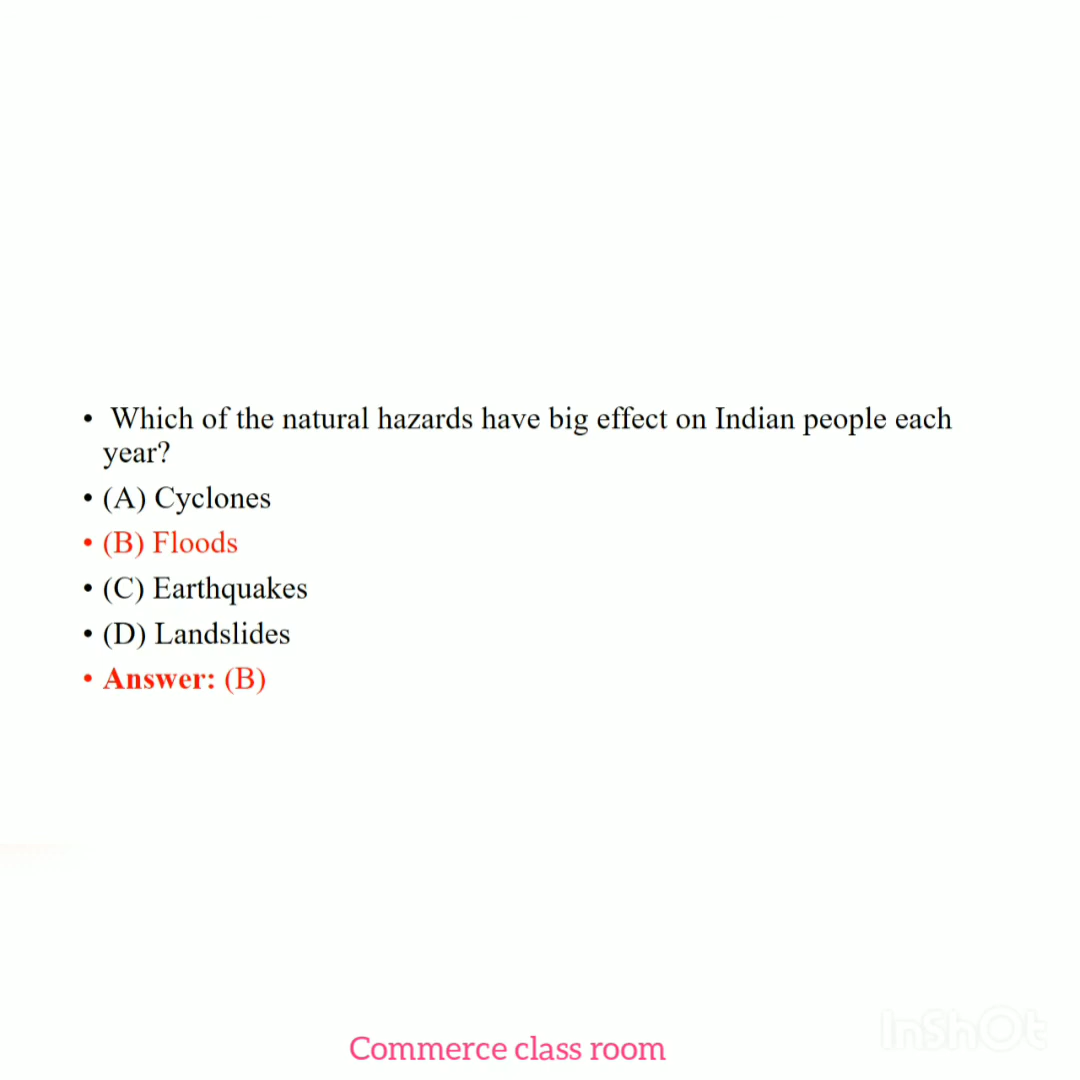 • Which of the natural hazards have big effect on Indian people each
year?
• (A) Cyclones
• (B) Floods
• (C) Earthquakes
• (D) Landslides
• Answer: (B)
InShOt
Commerce class room